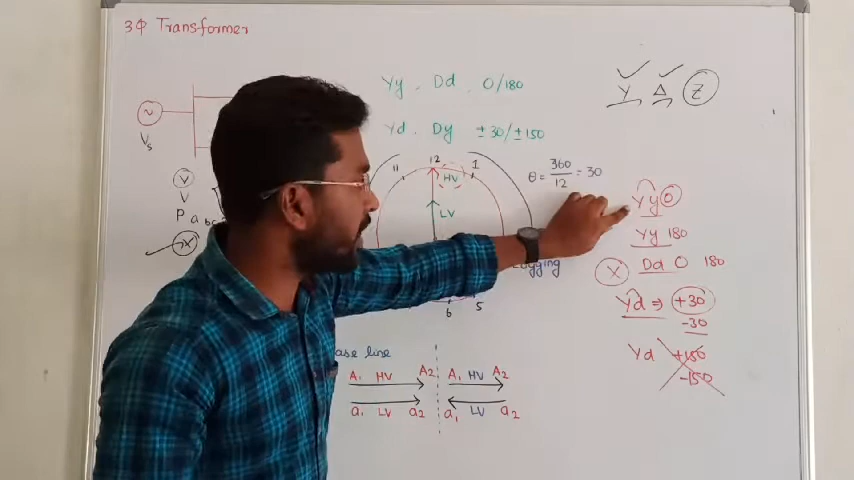 3Φ Transformer
Yy . Dd . 0/180
Yd . Dy ±30/±150
Y Δ Z
Vs
V
V
P a b c
X
11 12 1
HV
LV
6 5
θ = 360/12 = 30
Lagging
Yy 0
Yy 180
X Dd 0 180
Yd ⇒ +30
-30
Yd +150
-150
ase line
A1 HV A2
a1 LV a2
A1 HV A2
a1 LV a2